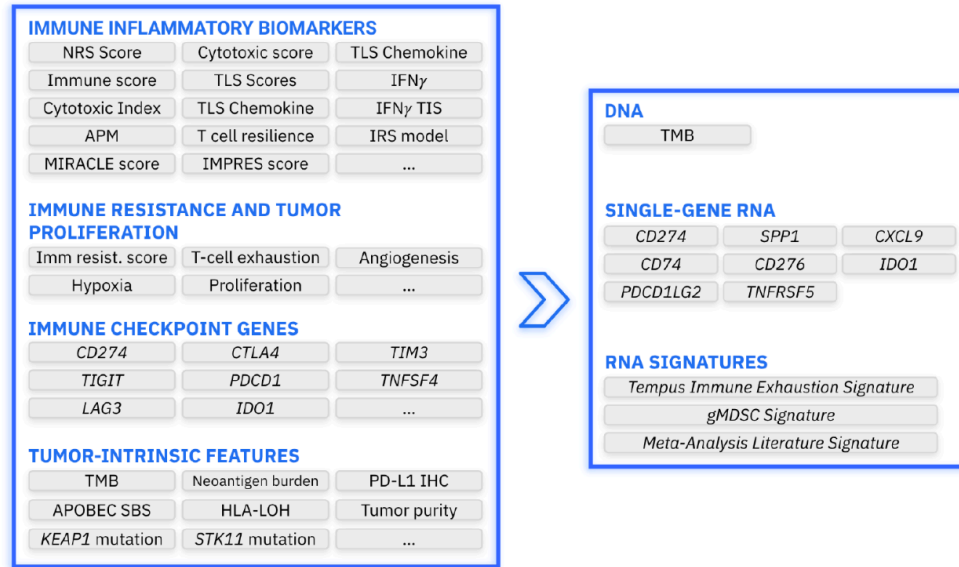 IMMUNE INFLAMMATORY BIOMARKERS
NRS Score Cytotoxic score TLS Chemokine
Immune score TLS Scores IFNγ
Cytotoxic Index TLS Chemokine IFNγ TIS
APM T cell resilience IRS model
MIRACLE score IMPRES score ...
IMMUNE RESISTANCE AND TUMOR
PROLIFERATION
Imm resist. score T-cell exhaustion Angiogenesis
Hypoxia Proliferation ...
IMMUNE CHECKPOINT GENES
CD274 CTLA4 TIM3
TIGIT PDCD1 TNFSF4
LAG3 IDO1 ...
TUMOR-INTRINSIC FEATURES
TMB Neoantigen burden PD-L1 IHC
APOBEC SBS HLA-LOH Tumor purity
KEAP1 mutation STK11 mutation ...
DNA
TMB
SINGLE-GENE RNA
CD274 SPP1 CXCL9
CD74 CD276 IDO1
PDCD1LG2 TNFRSF5
RNA SIGNATURES
Tempus Immune Exhaustion Signature
gMDSC Signature
Meta-Analysis Literature Signature